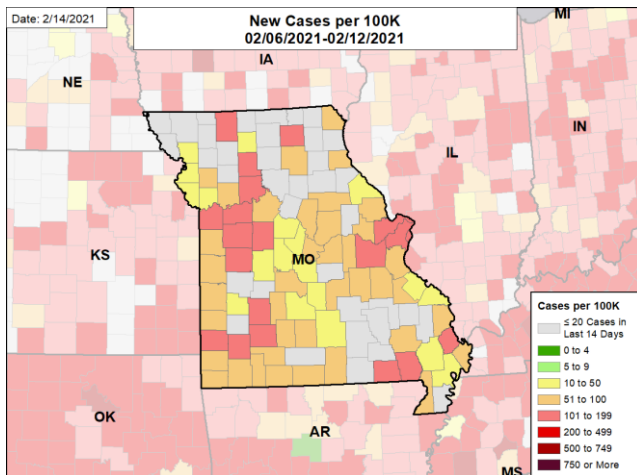 Date: 2/14/2021
New Cases per 100K
02/06/2021-02/12/2021
MI
IA
NE
IN
IL
KS
MO
Cases per 100K
≤ 20 Cases in
Last 14 Days
0 to 4
5 to 9
10 to 50
51 to 100
101 to 199
200 to 499
500 to 749
750 or More
OK
AR
MS